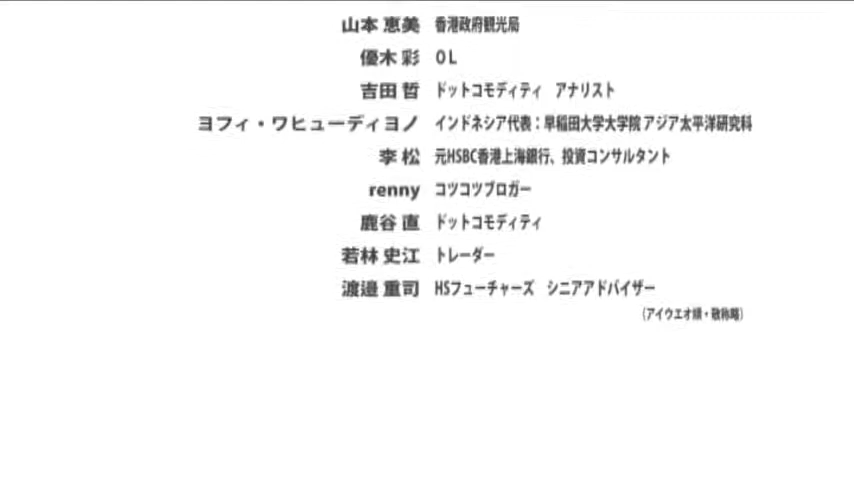 山本 恵美 香港政府観光局
優木 彩 OL
吉田 哲 ドットコモディティ アナリスト
ヨフィ・ワヒューディヨノ インドネシア代表：早稲田大学大学院 アジア太平洋研究科
李 松 元HSBC香港上海銀行、投資コンサルタント
renny コツコツブロガー
鹿谷 直 ドットコモディティ
若林 史江 トレーダー
渡邉 重司 HSフューチャーズ シニアアドバイザー
（アイウエオ順・敬称略）